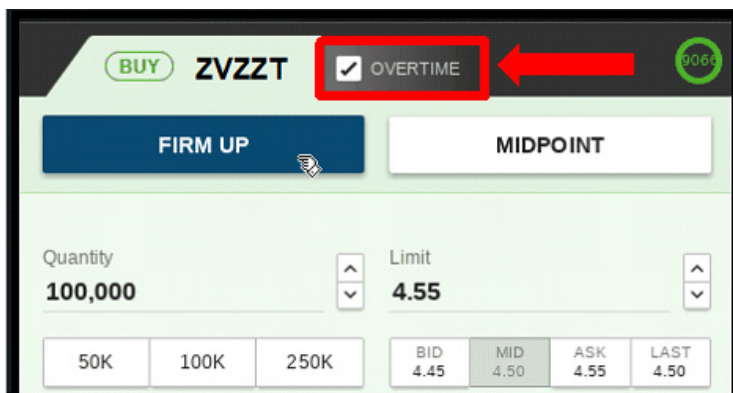 BUY ZVZZT OVERTIME 9066
FIRM UP MIDPOINT
Quantity Limit
100,000 4.55
50K 100K 250K BID MID ASK LAST
4.45 4.50 4.55 4.50